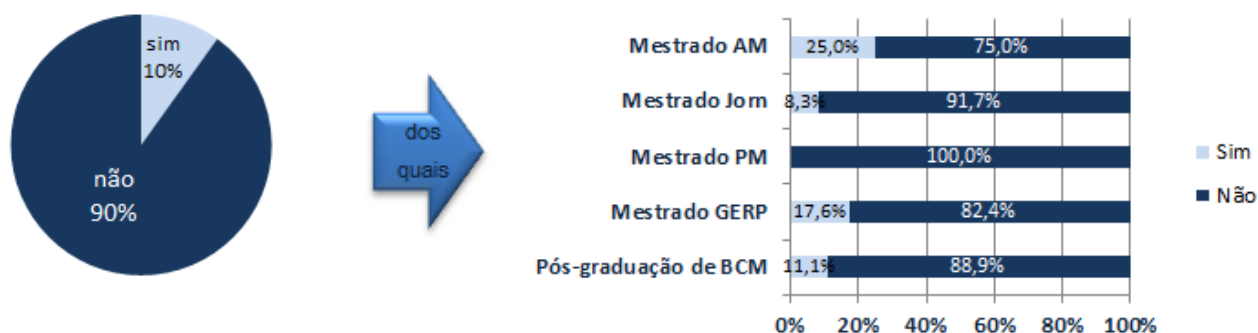 sim
10%
não
90%
dos
quais
Mestrado AM
25,0%
75,0%
Mestrado Jorn
8,3%
91,7%
Mestrado PM
100,0%
Mestrado GERP
17,6%
82,4%
Pós-graduação de BCM
11,1%
88,9%
0% 20% 40% 60% 80% 100%
Sim
Não